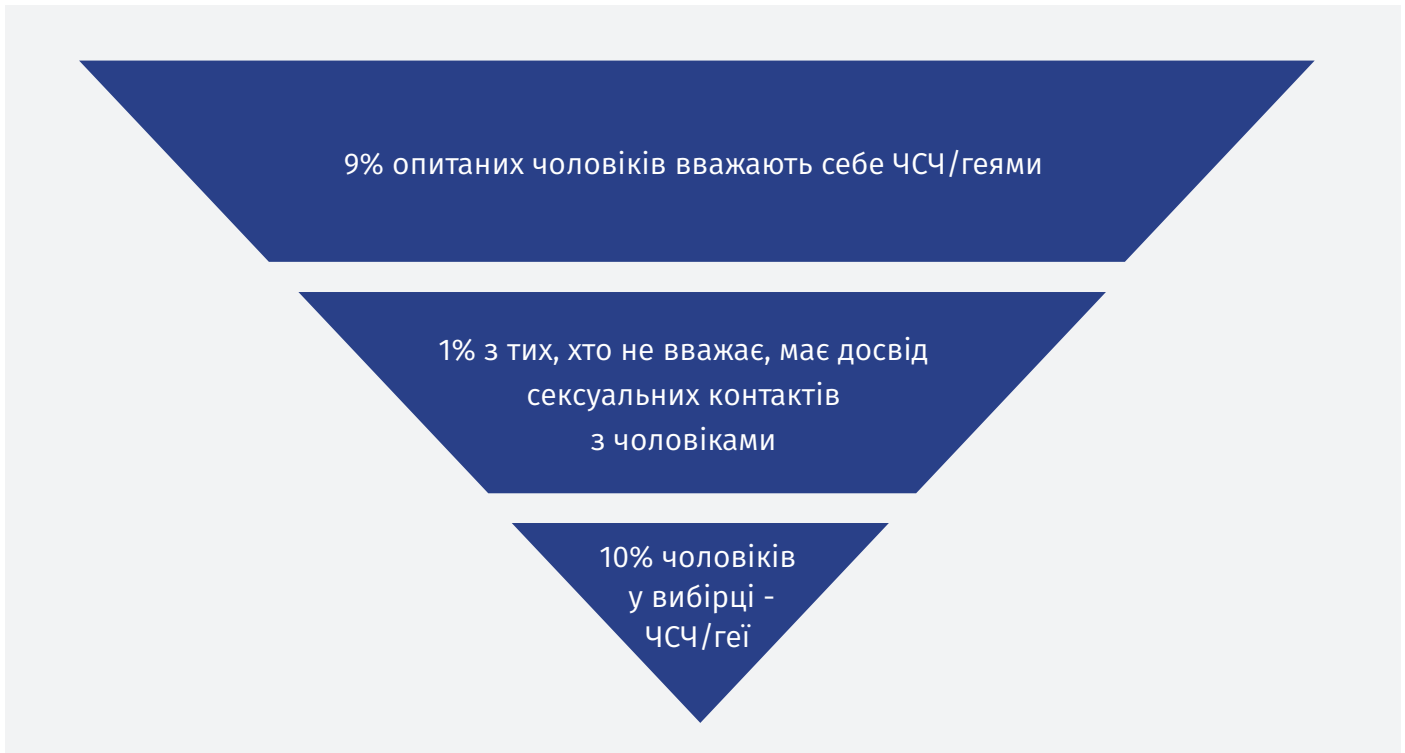 9% опитаних чоловіків вважають себе ЧСЧ/геями
1% з тих, хто не вважає, має досвід
сексуальних контактів
з чоловіками
10% чоловіків
у вибірці -
ЧСЧ/геї